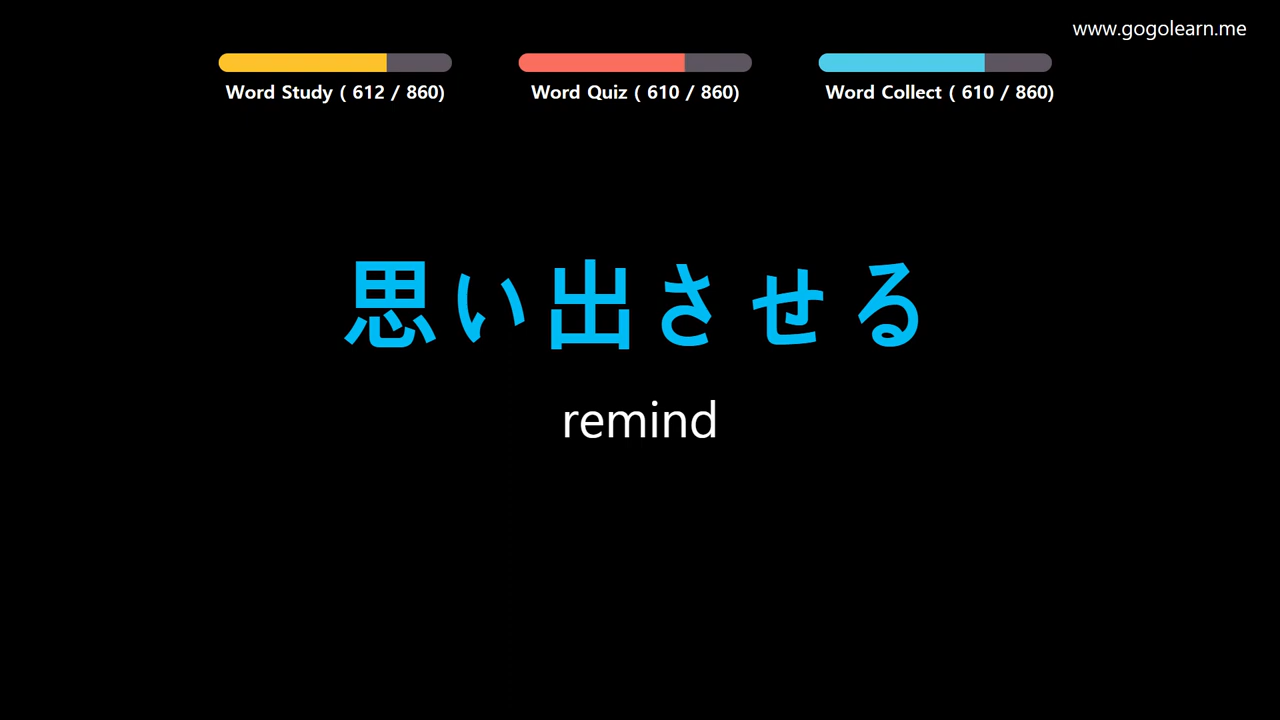 www.gogolearn.me
Word Study ( 612 / 860)
Word Quiz ( 610 / 860)
Word Collect ( 610 / 860)
思い出させる
remind